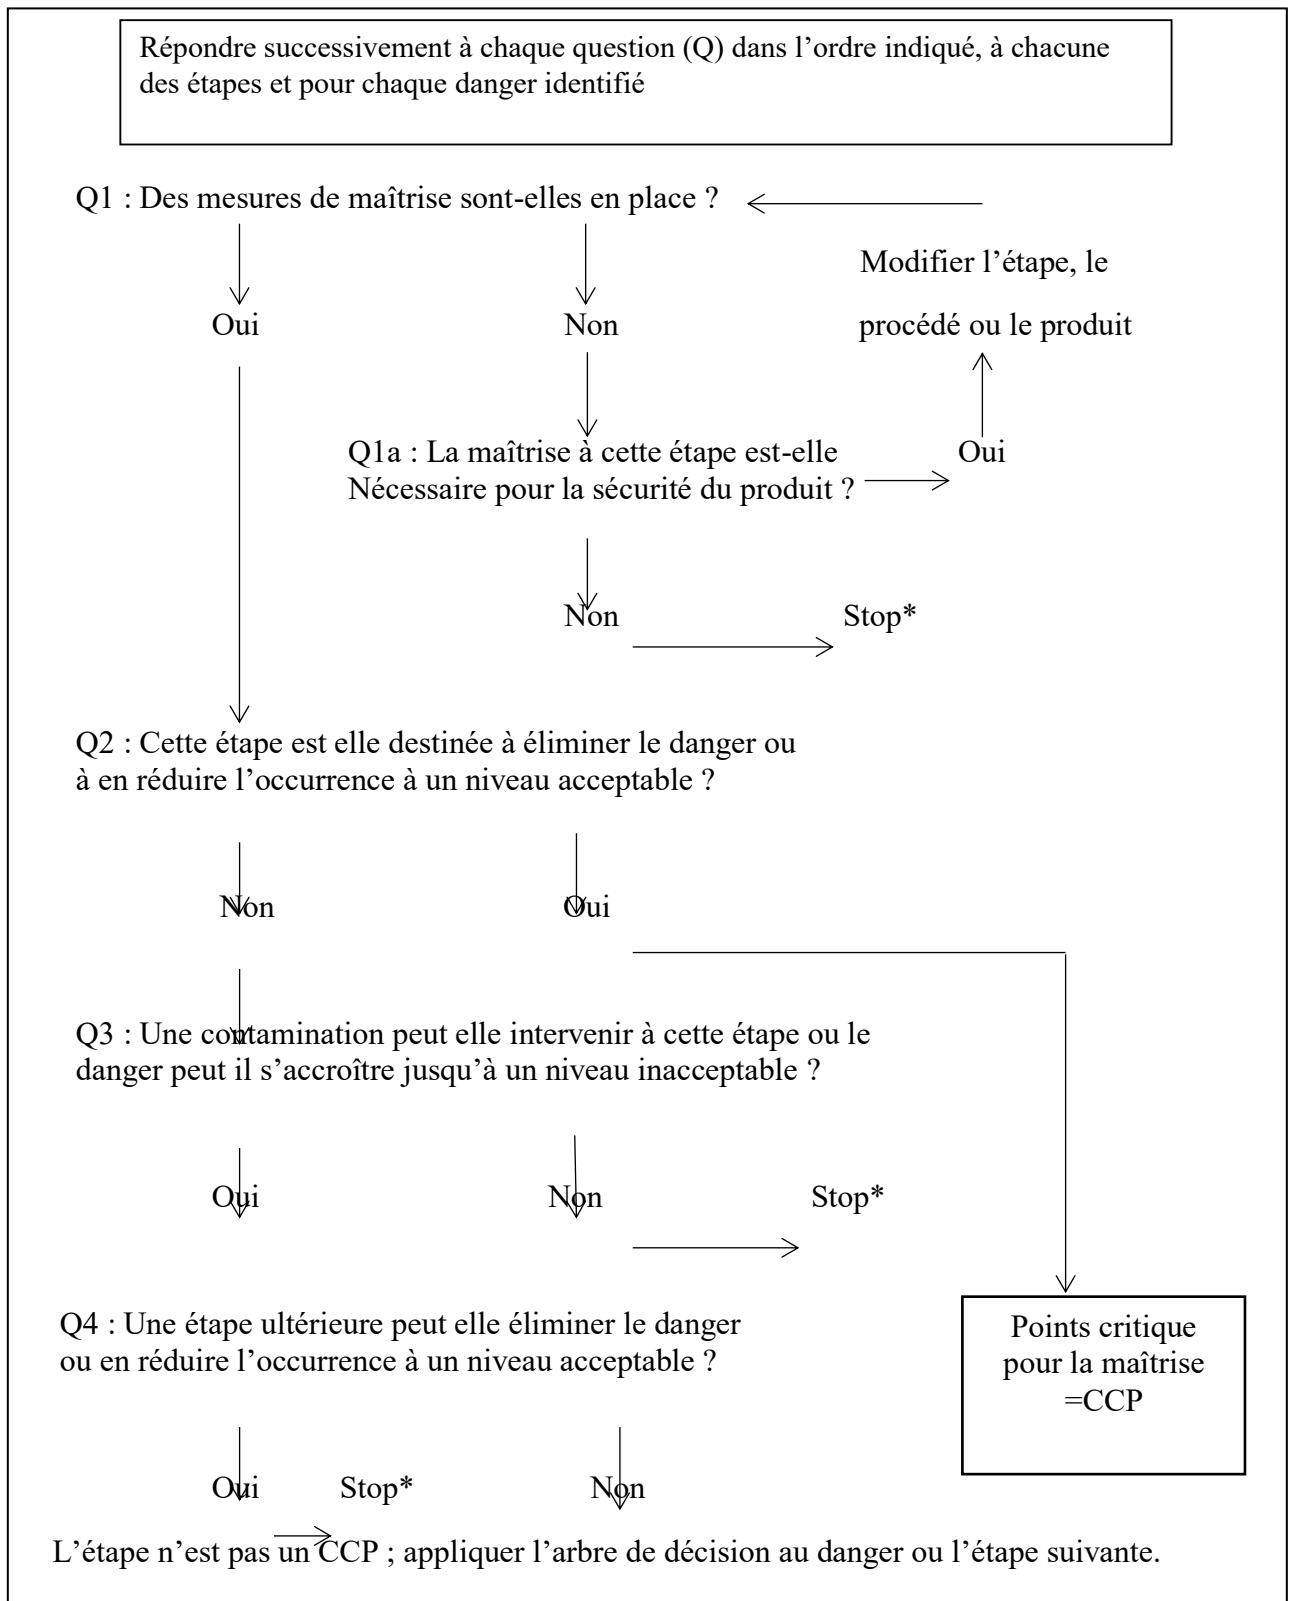 Répondre successivement à chaque question (Q) dans l’ordre indiqué, à chacune
des étapes et pour chaque danger identifié
Q1 : Des mesures de maîtrise sont-elles en place ?
Modifier l’étape, le
Oui
Non
procédé ou le produit
Q1a : La maîtrise à cette étape est-elle
Oui
Nécessaire pour la sécurité du produit ?
Non
Stop*
Q2 : Cette étape est elle destinée à éliminer le danger ou
à en réduire l’occurrence à un niveau acceptable ?
Non
Oui
Q3 : Une contamination peut elle intervenir à cette étape ou le
danger peut il s’accroître jusqu’à un niveau inacceptable ?
Oui
Non
Stop*
Q4 : Une étape ultérieure peut elle éliminer le danger
ou en réduire l’occurrence à un niveau acceptable ?
Points critique
pour la maîtrise
=CCP
Oui
Stop*
Non
L’étape n’est pas un CCP ; appliquer l’arbre de décision au danger ou l’étape suivante.